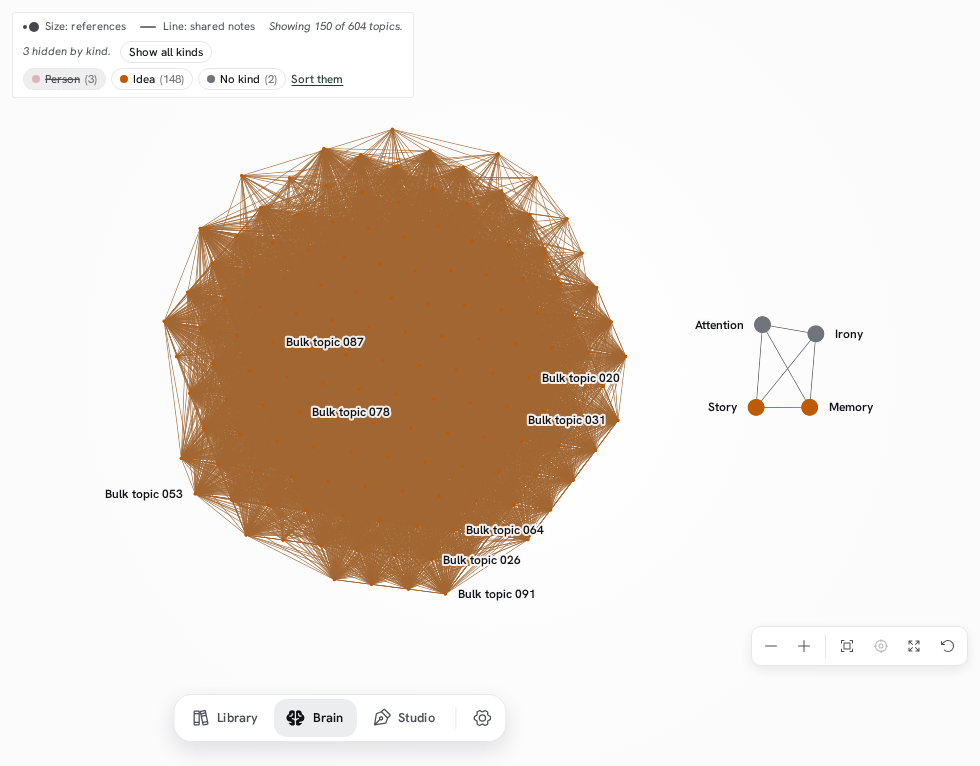 Size: references Line: shared notes Showing 150 of 604 topics.
3 hidden by kind. Show all kinds
Person (3) Idea (148) No kind (2) Sort them
Attention
Irony
Bulk topic 087
Bulk topic 020
Story
Memory
Bulk topic 078
Bulk topic 031
Bulk topic 053
Bulk topic 064
Bulk topic 026
Bulk topic 091
Library Brain Studio